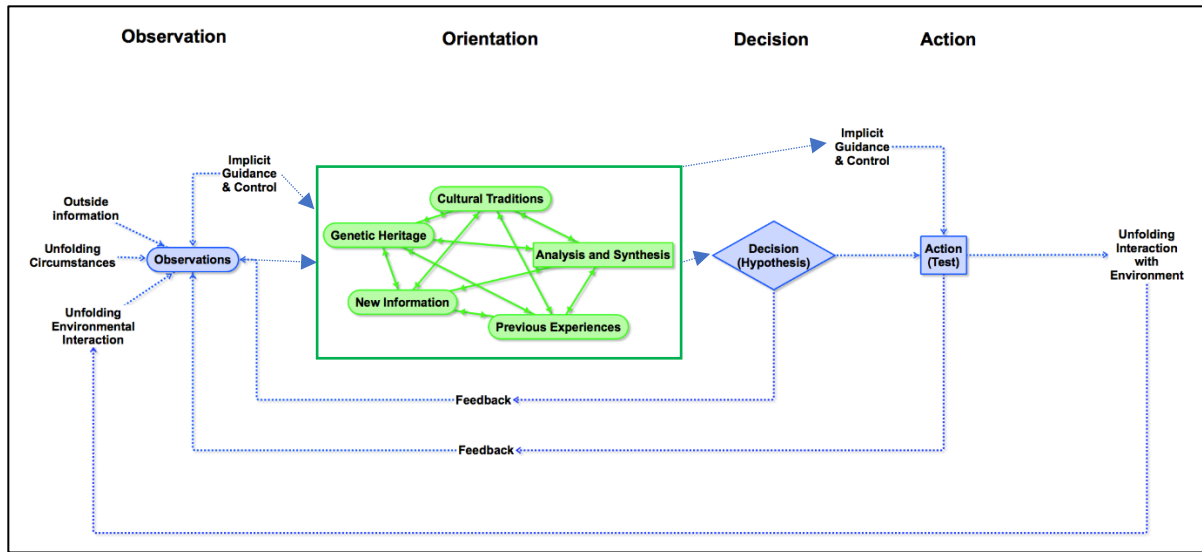 Observation
Orientation
Decision
Action
Implicit
Guidance
& Control
Outside
information
Unfolding
Circumstances
Observations
Unfolding
Environmental
Interaction
Cultural Traditions
Genetic Heritage
Analysis and Synthesis
New Information
Previous Experiences
Implicit
Guidance
& Control
Decision
(Hypothesis)
Action
(Test)
Unfolding
Interaction
with
Environment
Feedback
Feedback